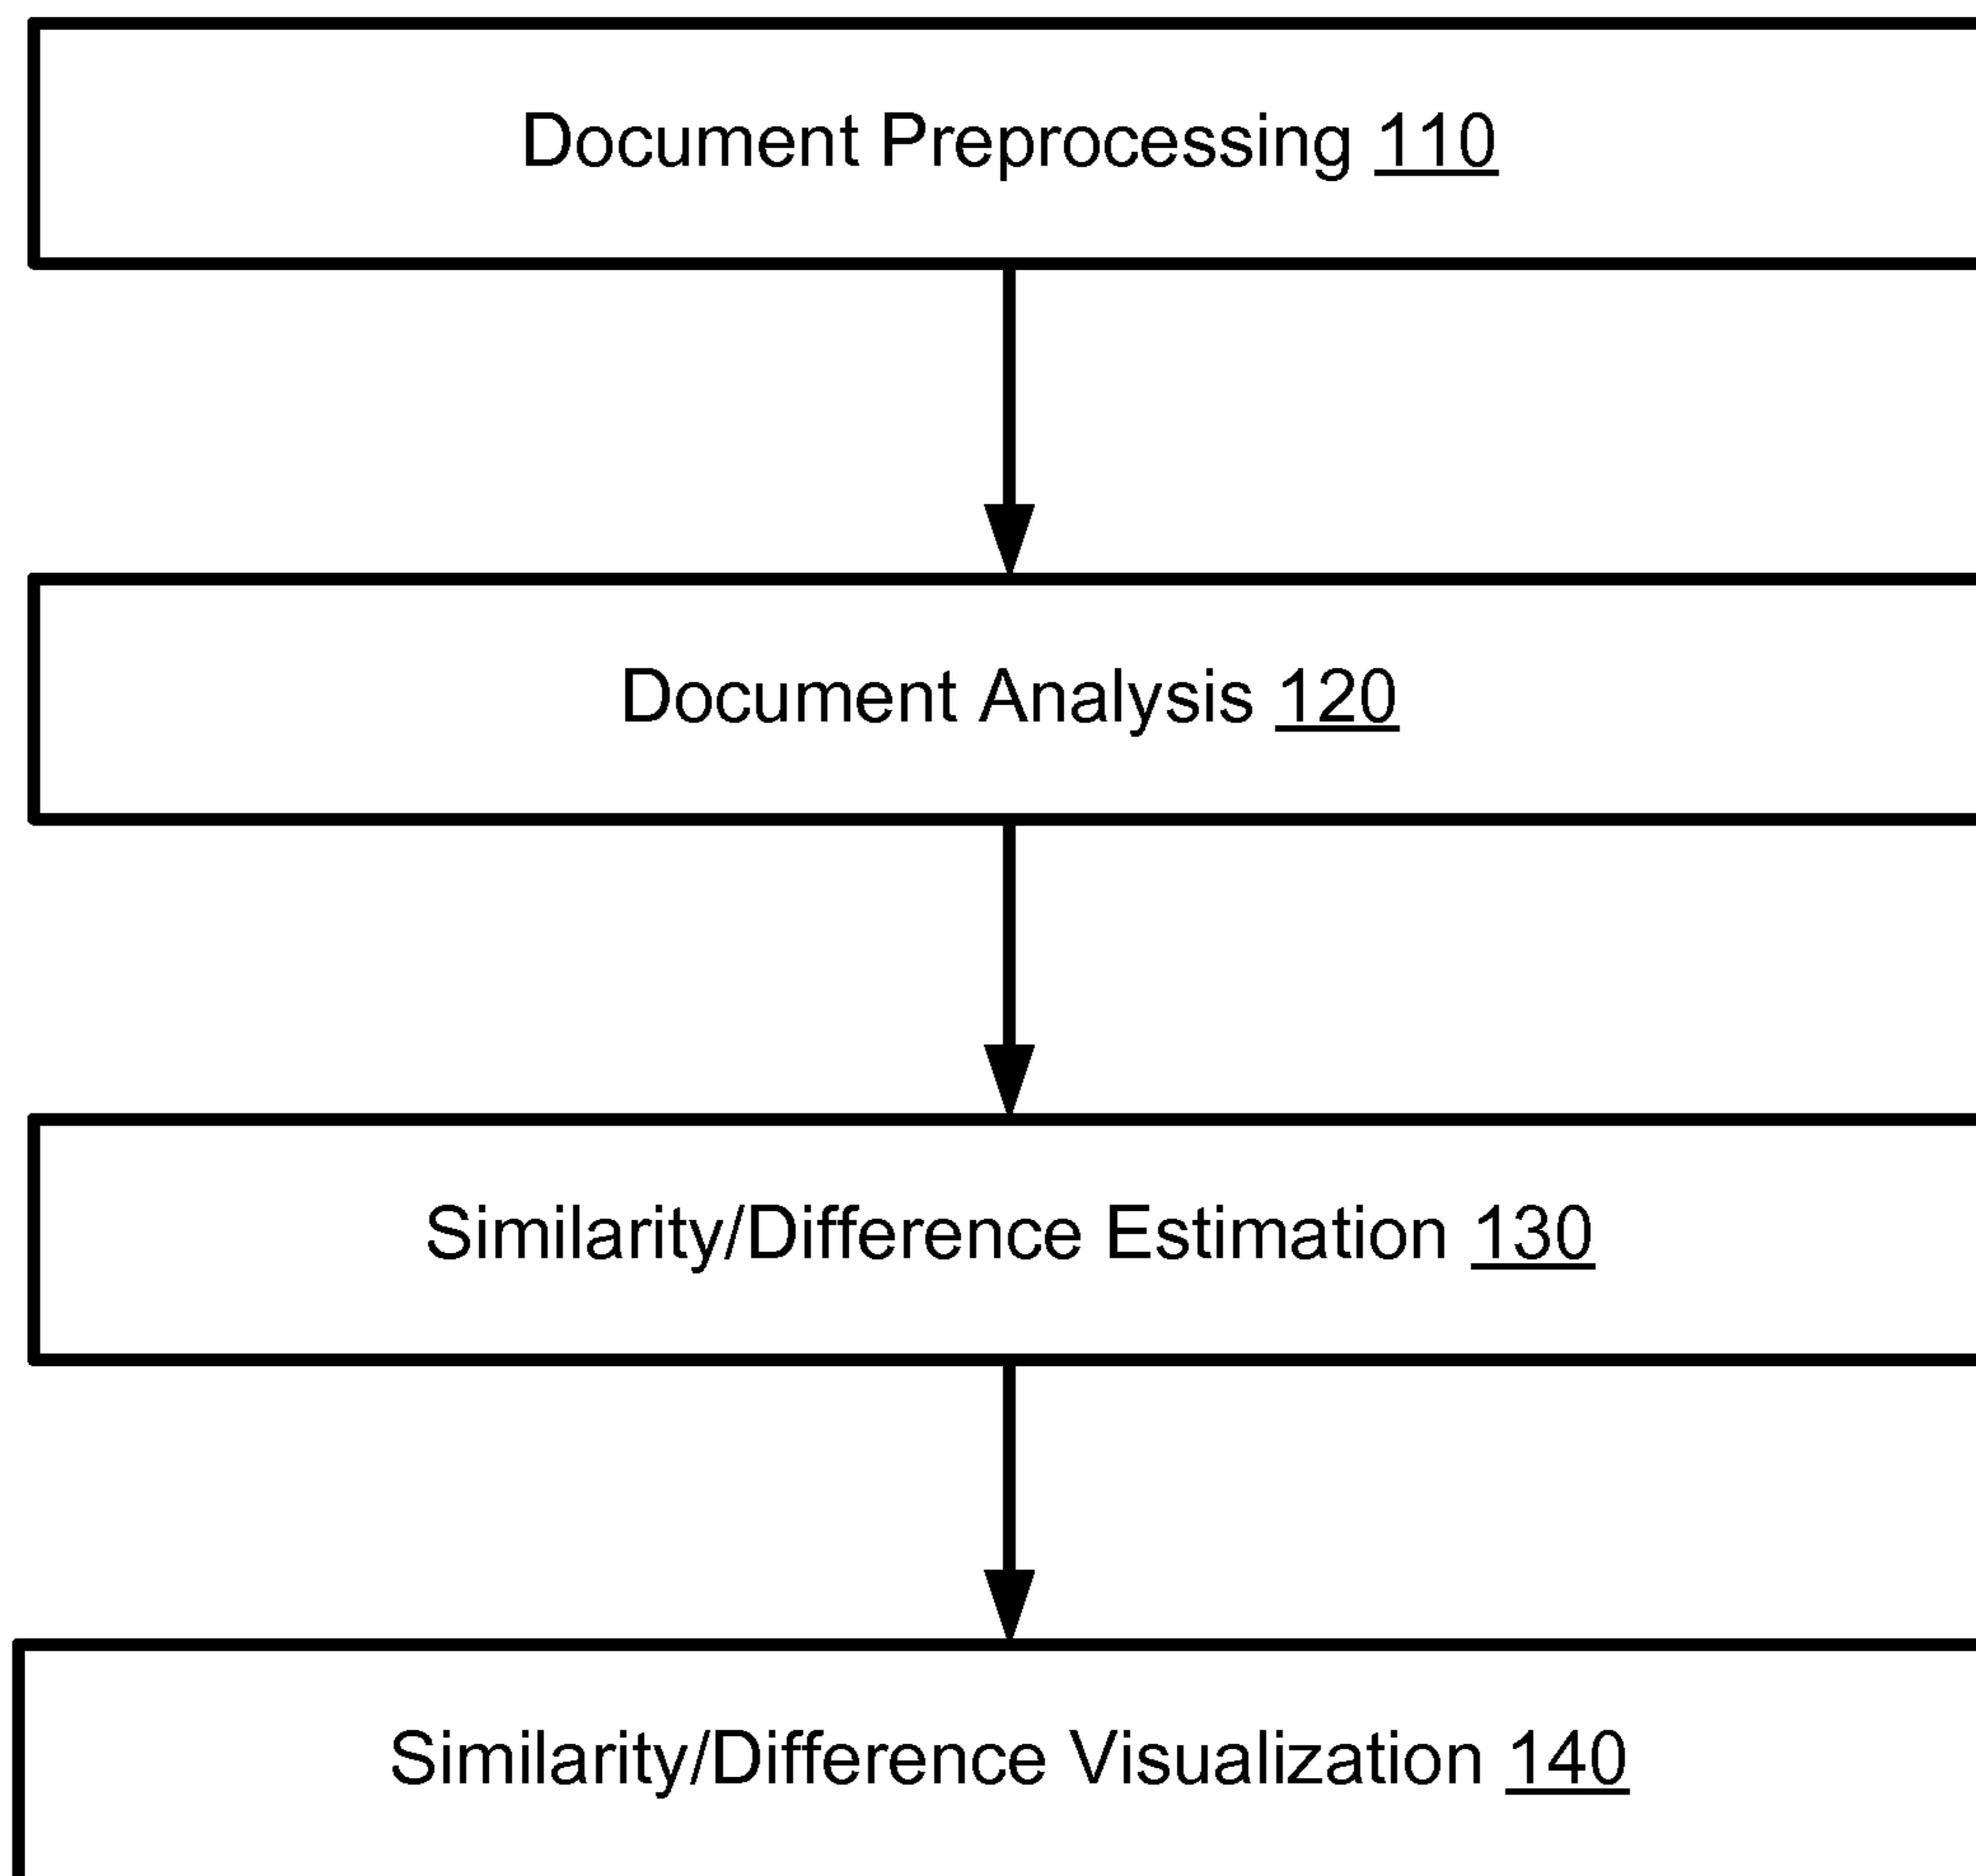 Document Preprocessing 110
Document Analysis 120
Similarity/Difference Estimation 130
Similarity/Difference Visualization 140